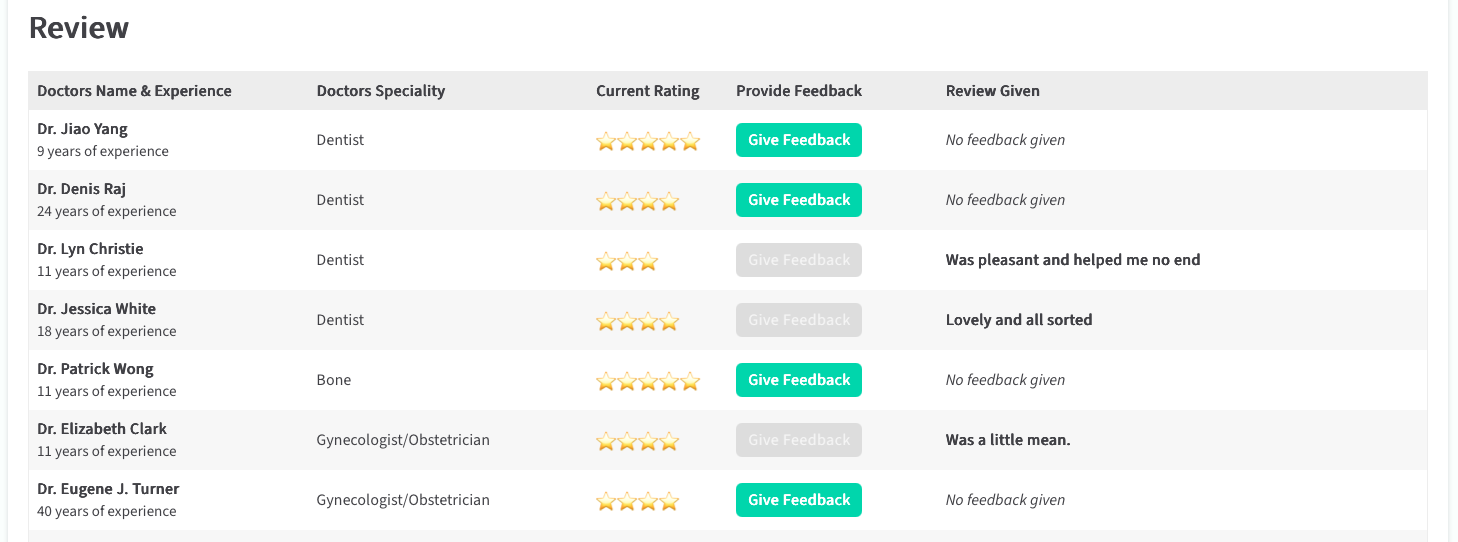 Review
Doctors Name & Experience Doctors Speciality Current Rating Provide Feedback Review Given
Dr. Jiao Yang
9 years of experience
Dentist
Give Feedback
No feedback given
Dr. Denis Raj
24 years of experience
Dentist
Give Feedback
No feedback given
Dr. Lyn Christie
11 years of experience
Dentist
Give Feedback
Was pleasant and helped me no end
Dr. Jessica White
18 years of experience
Dentist
Give Feedback
Lovely and all sorted
Dr. Patrick Wong
11 years of experience
Bone
Give Feedback
No feedback given
Dr. Elizabeth Clark
11 years of experience
Gynecologist/Obstetrician
Give Feedback
Was a little mean.
Dr. Eugene J. Turner
40 years of experience
Gynecologist/Obstetrician
Give Feedback
No feedback given